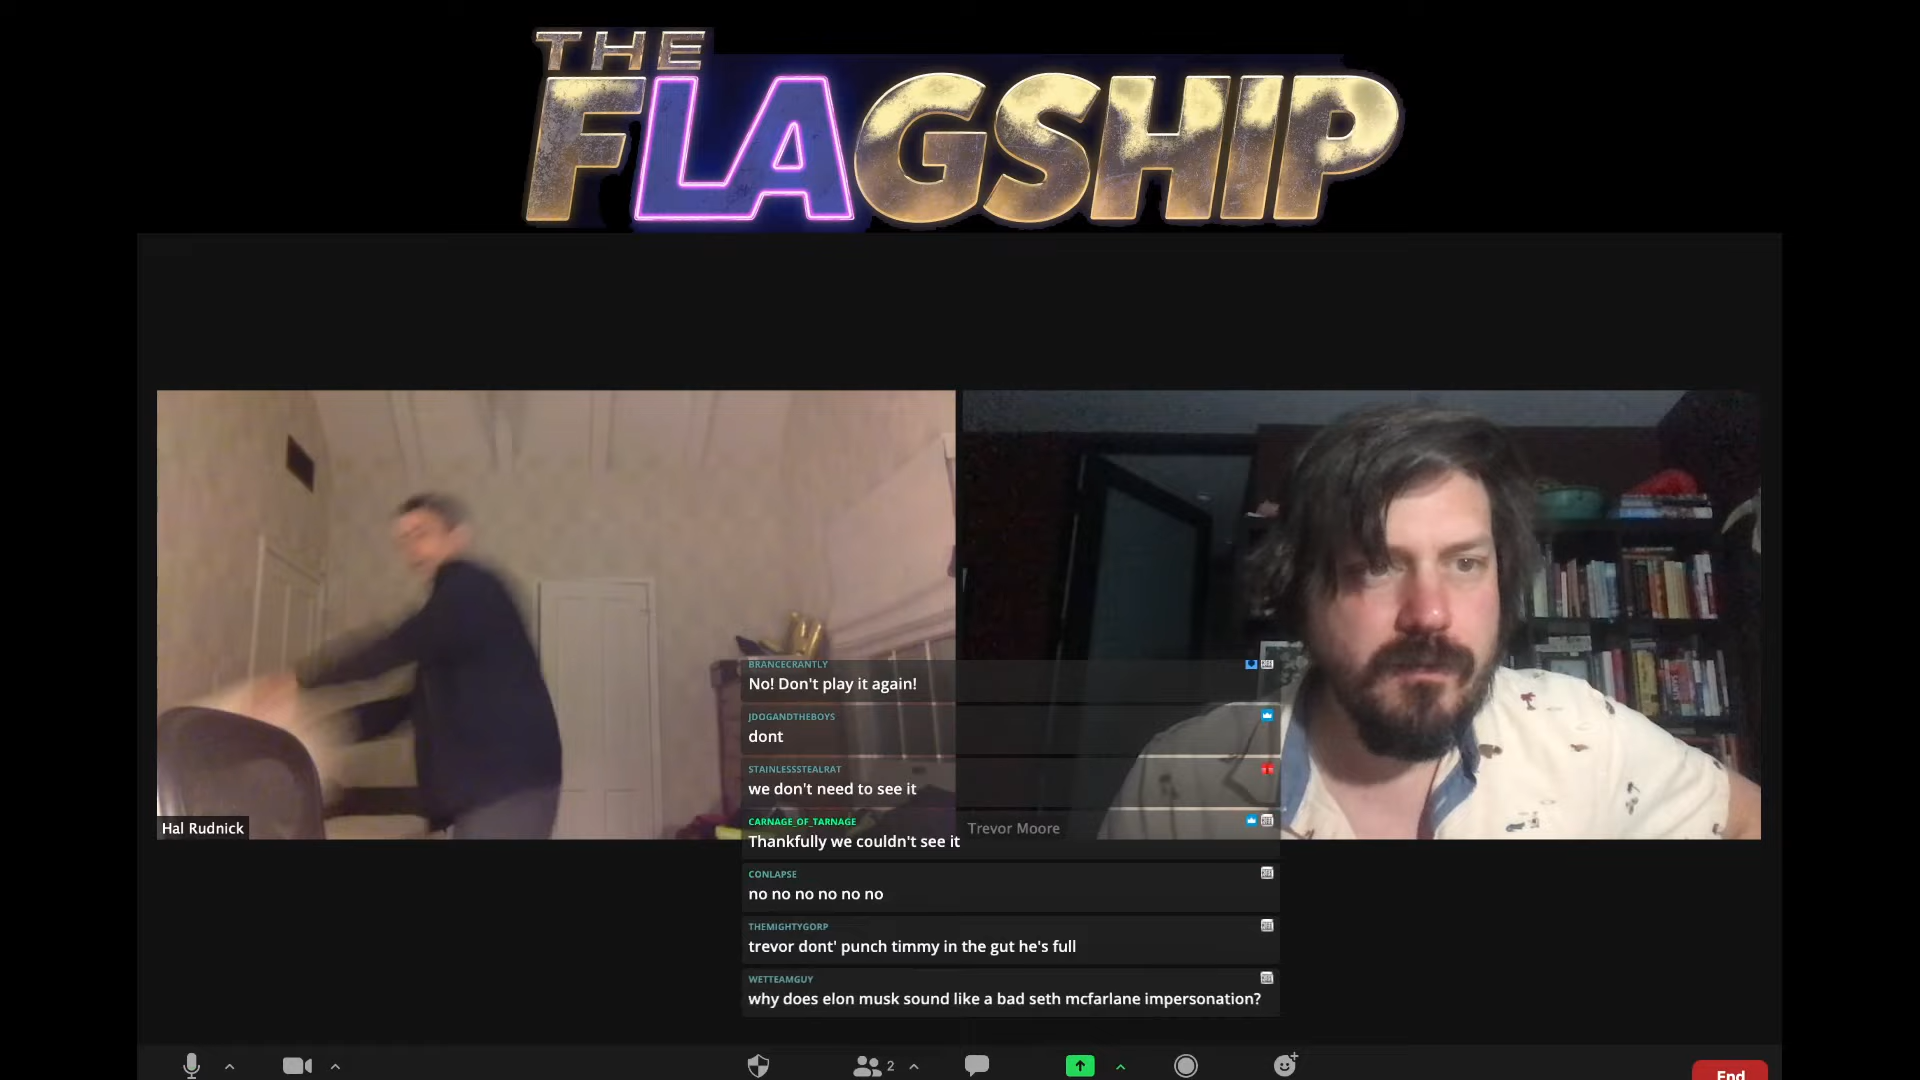 THE
FLAGSHIP
BRANCECRANTLY
No! Don't play it again!
JDOGANDTHEBOYS
dont
STAINLESSSTEALRAT
we don't need to see it
CARNAGE_OF_TARNAGE
Thankfully we couldn't see it
Hal Rudnick
Trevor Moore
CONLAPSE
no no no no no no
THEMIGHTYGORP
trevor dont' punch timmy in the gut he's full
WETTEAMGUY
why does elon musk sound like a bad seth mcfarlane impersonation?
2
End